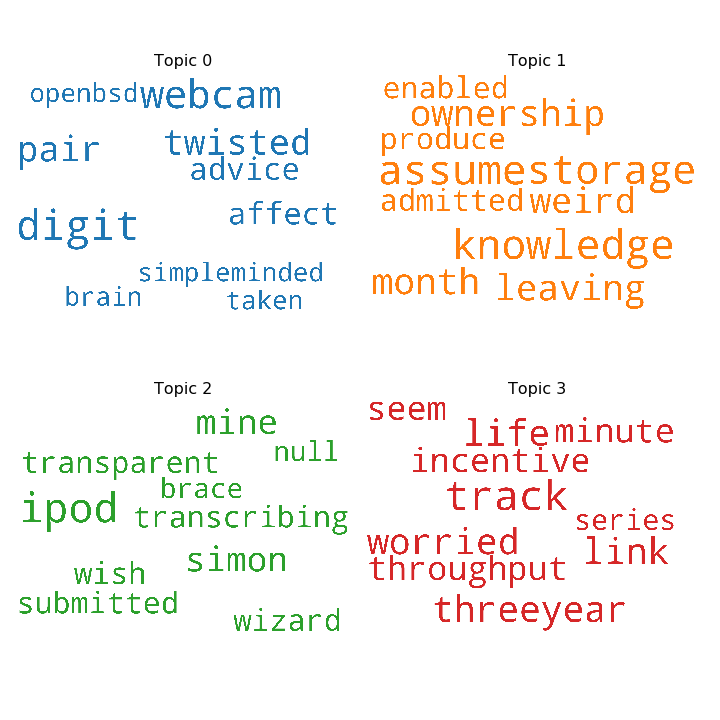 Topic 0
openbsd webcam
pair twisted
advice
digit affect
simpleminded
brain taken
Topic 1
enabled
ownership
produce
assume storage
admitted weird
knowledge
month leaving
Topic 2
mine
transparent null
ipod brace
transcribing
simon
wish
submitted
wizard
Topic 3
seem
life minute
incentive
track
series
worried link
throughput
threeyear